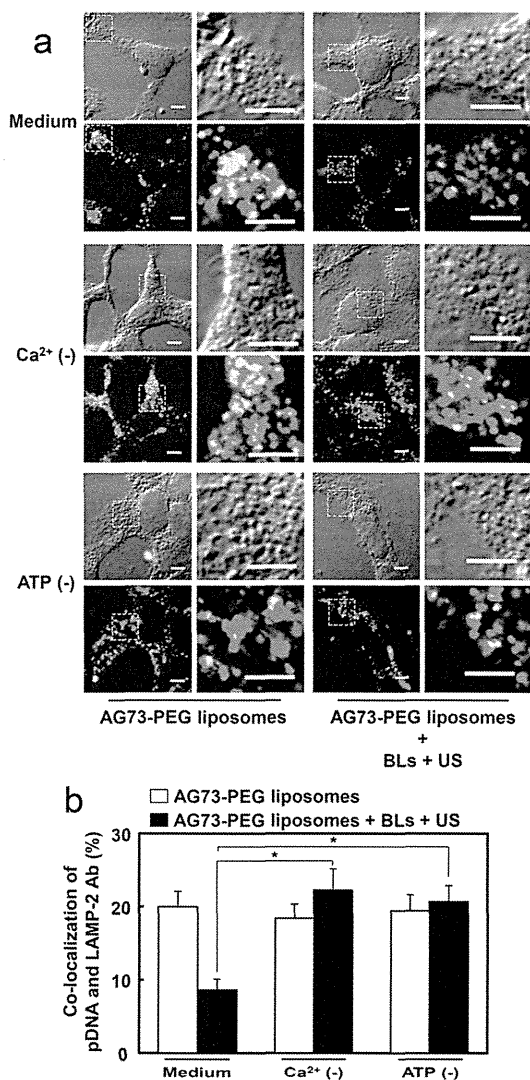 a
Medium
Ca²⁺ (-)
ATP (-)
AG73-PEG liposomes
AG73-PEG liposomes
+
BLs + US
b
AG73-PEG liposomes
AG73-PEG liposomes + BLs + US
Co-localization of
pDNA and LAMP-2 Ab (%)
30
20
10
0
*
*
Medium
Ca²⁺ (-)
ATP (-)